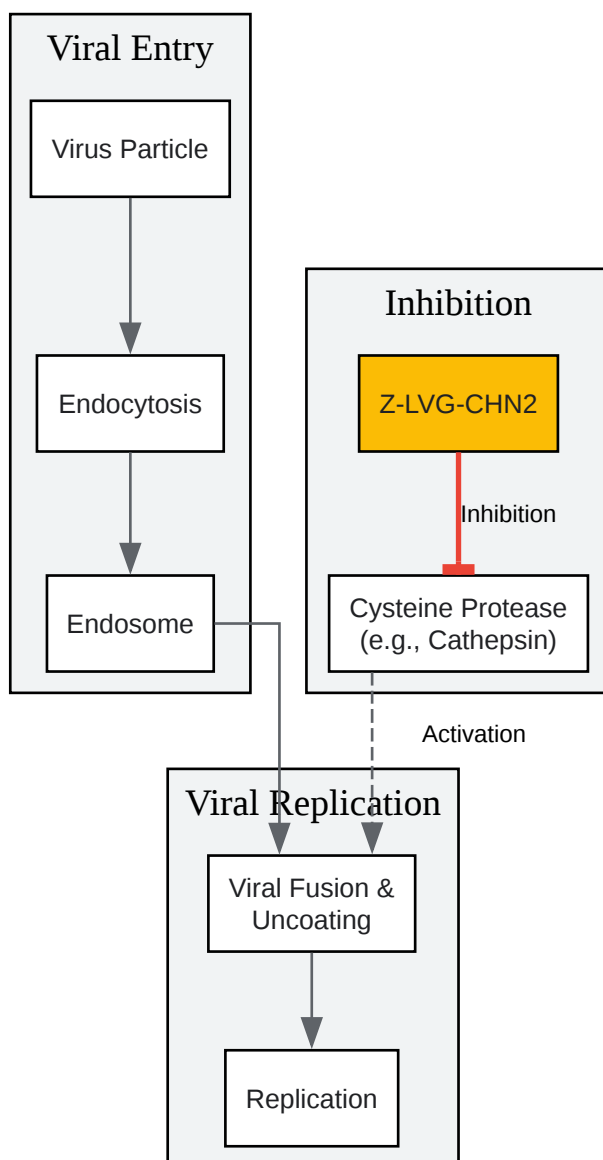 Viral Entry
Virus Particle
Endocytosis
Endosome
Inhibition
Z-LVG-CHN2
Inhibition
Cysteine Protease
(e.g., Cathepsin)
Activation
Viral Replication
Viral Fusion &
Uncoating
Replication